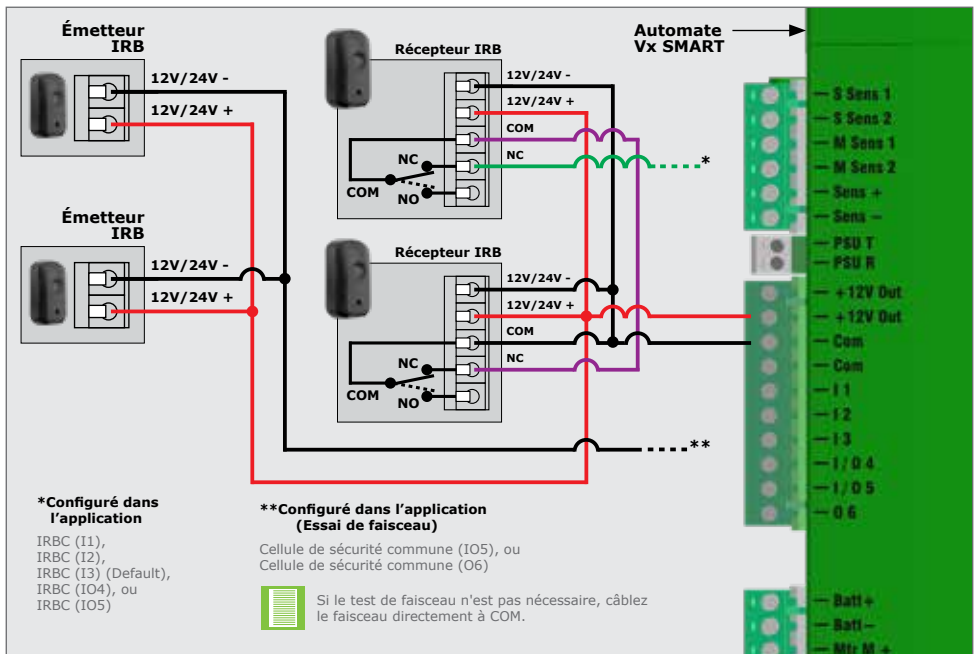 Émetteur
IRB
12V/24V -
12V/24V +
Émetteur
IRB
12V/24V -
12V/24V +
Récepteur IRB
12V/24V -
12V/24V +
COM
NC
NC
COM
NO
*
Récepteur IRB
12V/24V -
12V/24V +
COM
NC
NC
COM
NO
**
Automate
Vx SMART
S Sens 1
S Sens 2
M Sens 1
M Sens 2
Sens +
Sens –
PSU T
PSU R
+12V Out
+12V Out
Com
Com
I 1
I 2
I 3
I / O 4
I / O 5
O 6
Batt+
Batt–
Mtr M +
*Configuré dans
l'application
IRBC (I1),
IRBC (I2),
IRBC (I3) (Default),
IRBC (IO4), ou
IRBC (IO5)
**Configuré dans l'application
(Essai de faisceau)
Cellule de sécurité commune (IO5), ou
Cellule de sécurité commune (O6)
Si le test de faisceau n'est pas nécessaire, câblez
le faisceau directement à COM.